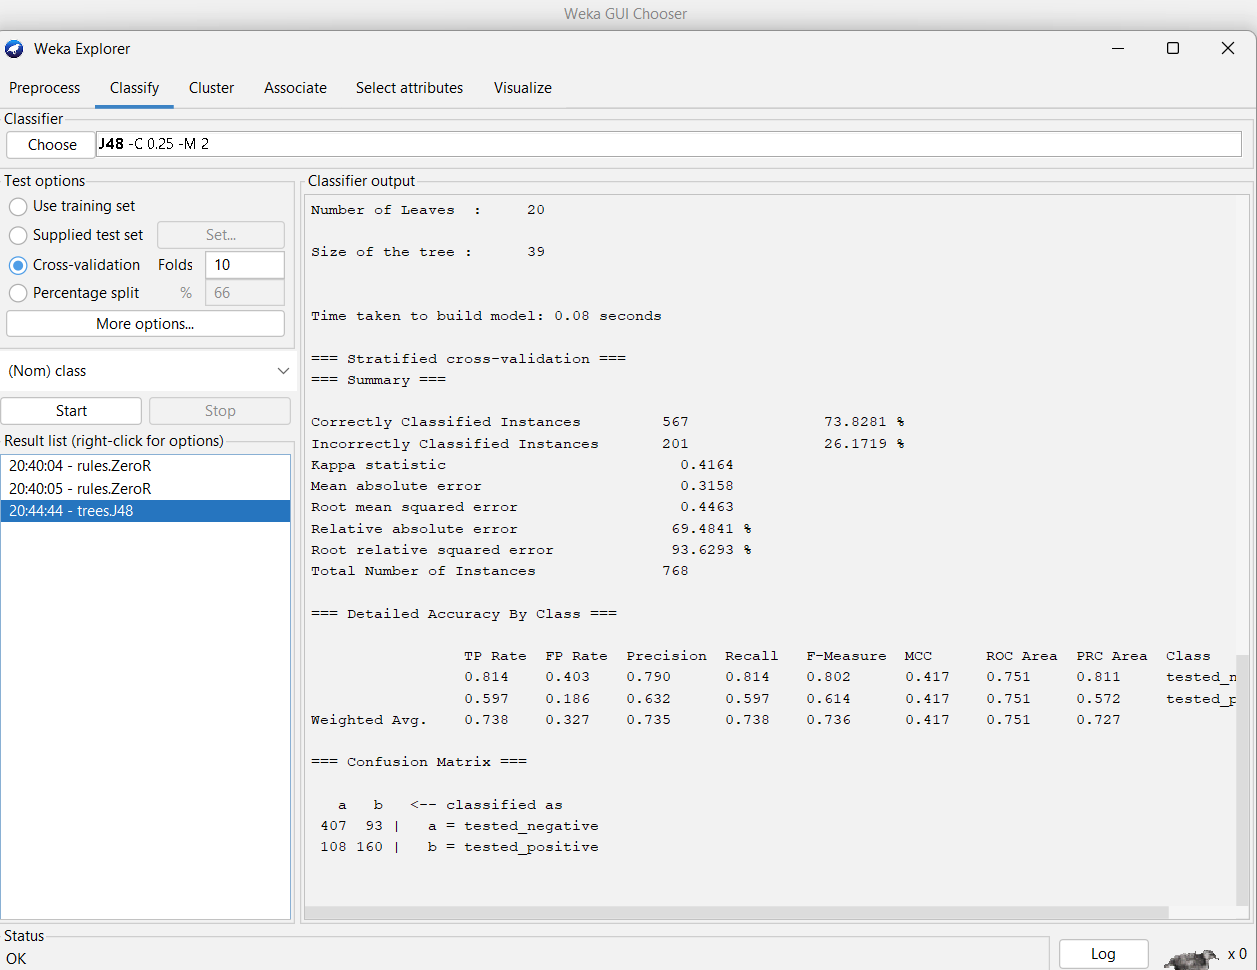 Weka GUI Chooser
Weka Explorer
Preprocess Classify Cluster Associate Select attributes Visualize
Classifier
Choose J48 -C 0.25 -M 2
Test options
Use training set
Supplied test set Set...
Cross-validation Folds 10
Percentage split % 66
More options...
(Nom) class
Start Stop
Result list (right-click for options)
20:40:04 - rules.ZeroR
20:40:05 - rules.ZeroR
20:44:44 - trees.J48
Classifier output
Number of Leaves : 20
Size of the tree : 39
Time taken to build model: 0.08 seconds
=== Stratified cross-validation ===
=== Summary ===
Correctly Classified Instances 567 73.8281 %
Incorrectly Classified Instances 201 26.1719 %
Kappa statistic 0.4164
Mean absolute error 0.3158
Root mean squared error 0.4463
Relative absolute error 69.4841 %
Root relative squared error 93.6293 %
Total Number of Instances 768
=== Detailed Accuracy By Class ===
TP Rate FP Rate Precision Recall F-Measure MCC ROC Area PRC Area Class
0.814 0.403 0.790 0.814 0.802 0.417 0.751 0.811 tested_n
0.597 0.186 0.632 0.597 0.614 0.417 0.751 0.572 tested_p
Weighted Avg. 0.738 0.327 0.735 0.738 0.736 0.417 0.751 0.727
=== Confusion Matrix ===
a b <-- classified as
407 93 | a = tested_negative
108 160 | b = tested_positive
Status
OK
Log
x 0